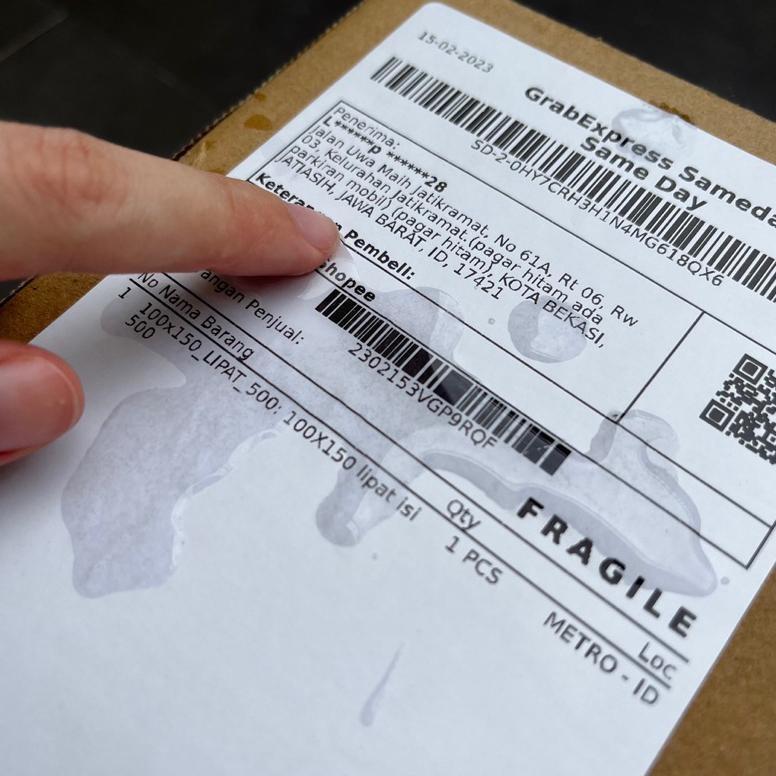 15-02-2023
GrabExpress Sameday
Same Day
SD-2-0HY7CRH3H1N4MG618QX6
Penerima:
L*****p ******28
Jalan Uwa Maih Jatikramat, No 61A, Rt 06, Rw
03, Kelurahan Jatikramat.(pagar hitam ada
parkiran mobil) (pagar hitam), KOTA BEKASI,
JATIASIH, JAWA BARAT, ID, 17421
Pembeli:
Shopee
2302153VGP9RQF
Penjual:
FRAGILE
No Nama Barang Qty Loc
1 100x150_LIPAT_500: 100X150 lipat isi 1 PCS METRO - ID
500